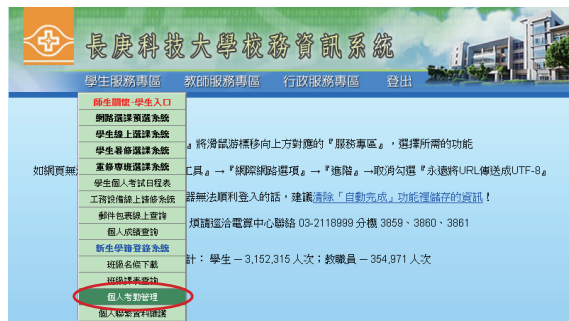 長庚科技大學校務資訊系統
學生服務專區 教師服務專區 行政服務專區 登出
師生關懷-學生入口
網路選課預選系統
學生線上選課系統
學生暑修選課系統
重修專班選課系統
學生個人考試日程表
工務設備線上請修系統
郵件包裹線上查詢
個人成績查詢
新生學籍登錄系統
班級名條下載
班級課表查詢
個人考勤管理
個人聯繫資料維護
』將滑鼠游標移向上方對應的『服務專區』，選擇所需的功能
如網頁無
工具』→『網際網路選項』→『進階』→取消勾選『永遠將URL傳送成UTF-8』
器無法順利登入的話，建議清除「自動完成」功能裡儲存的資訊！
煩請逕洽電算中心聯絡 03-2118999 分機 3859、3860、3861
計： 學生 — 3,152,315 人次；教職員 — 354,971 人次